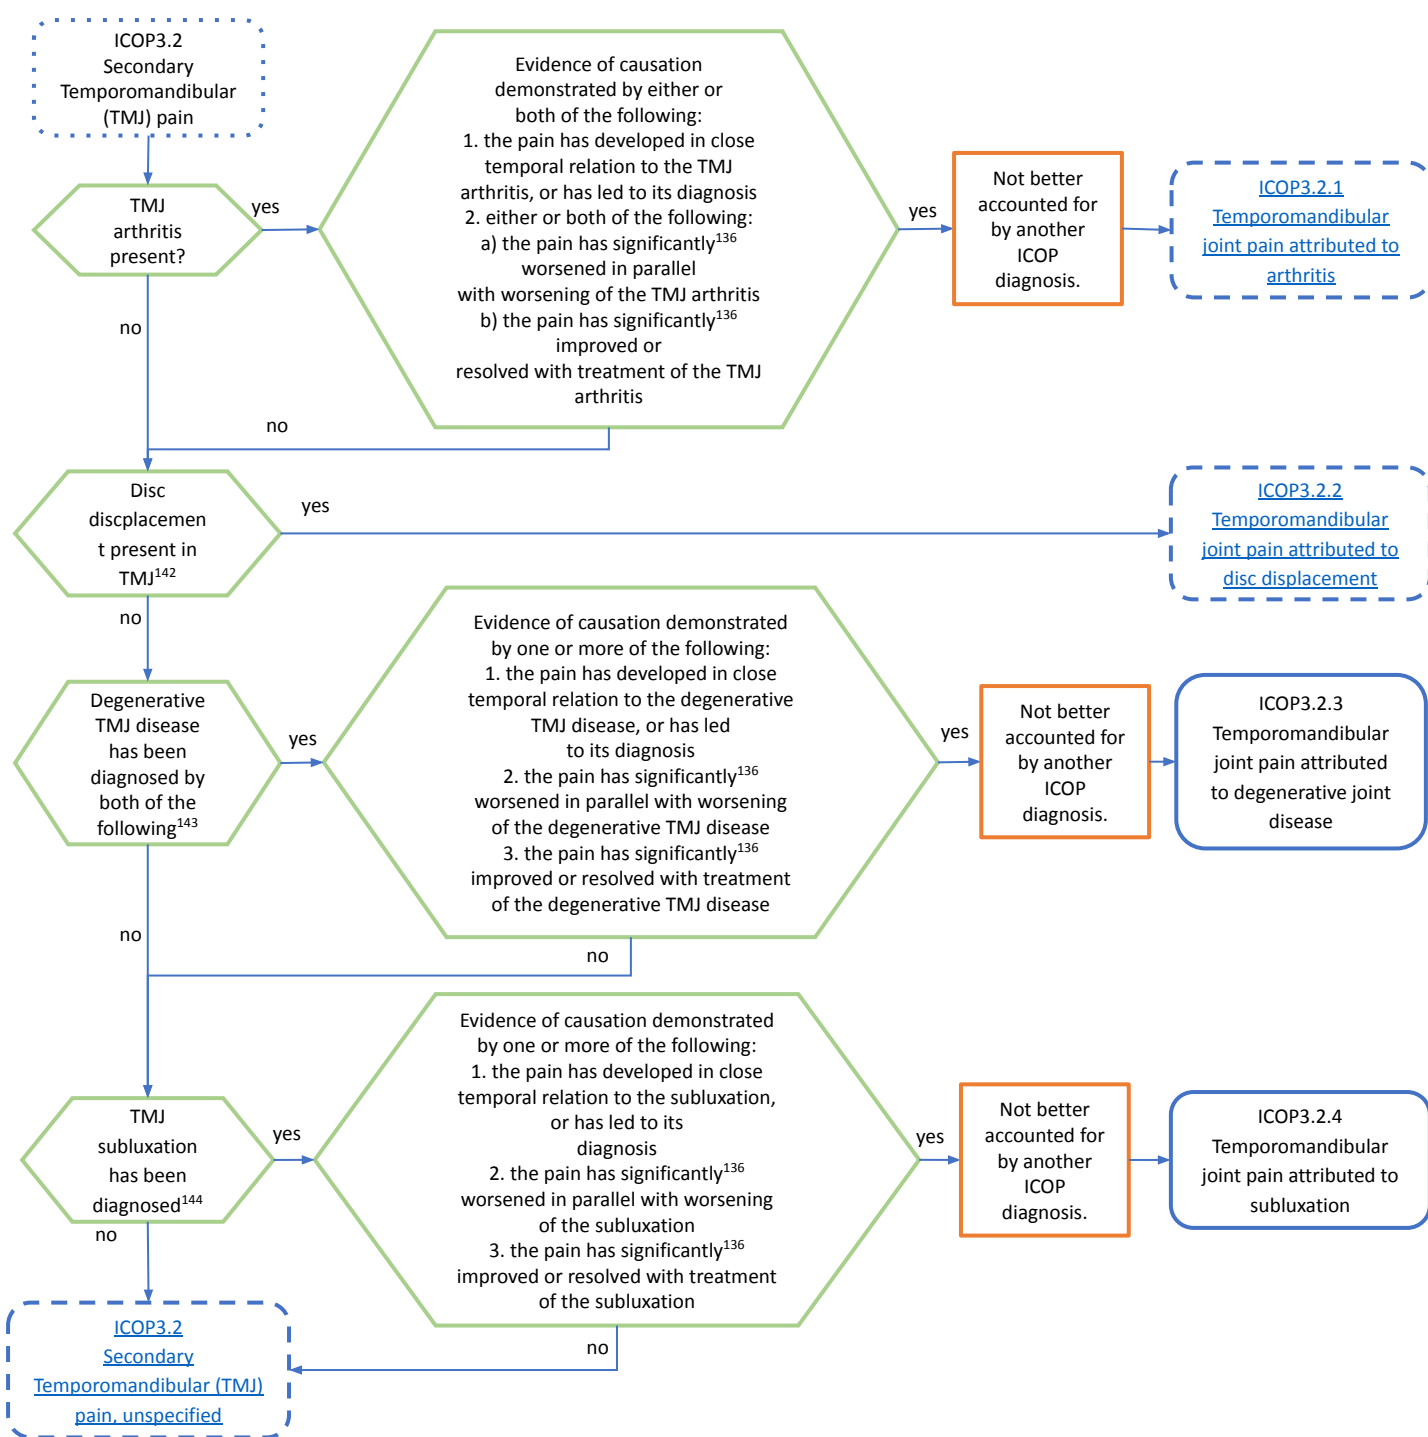 ICOP3.2
Secondary
Temporomandibular
(TMJ) pain
TMJ
arthritis
present?
yes
no
Evidence of causation
demonstrated by either or
both of the following:
1. the pain has developed in close
temporal relation to the TMJ
arthritis, or has led to its diagnosis
2. either or both of the following:
a) the pain has significantly136
worsened in parallel
with worsening of the TMJ arthritis
b) the pain has significantly136
improved or
resolved with treatment of the TMJ
arthritis
yes
no
Not better
accounted for
by another
ICOP
diagnosis.
ICOP3.2.1
Temporomandibular
joint pain attributed to
arthritis
Disc
discplacemen
t present in
TMJ142
yes
no
ICOP3.2.2
Temporomandibular
joint pain attributed to
disc displacement
Degenerative
TMJ disease
has been
diagnosed by
both of the
following143
yes
no
Evidence of causation demonstrated
by one or more of the following:
1. the pain has developed in close
temporal relation to the degenerative
TMJ disease, or has led
to its diagnosis
2. the pain has significantly136
worsened in parallel with worsening
of the degenerative TMJ disease
3. the pain has significantly136
improved or resolved with treatment
of the degenerative TMJ disease
yes
no
Not better
accounted for
by another
ICOP
diagnosis.
ICOP3.2.3
Temporomandibular
joint pain attributed
to degenerative joint
disease
TMJ
subluxation
has been
diagnosed144
yes
no
Evidence of causation demonstrated
by one or more of the following:
1. the pain has developed in close
temporal relation to the subluxation,
or has led to its
diagnosis
2. the pain has significantly136
worsened in parallel with worsening
of the subluxation
3. the pain has significantly136
improved or resolved with treatment
of the subluxation
yes
no
Not better
accounted for
by another
ICOP
diagnosis.
ICOP3.2.4
Temporomandibular
joint pain attributed to
subluxation
ICOP3.2
Secondary
Temporomandibular (TMJ)
pain, unspecified